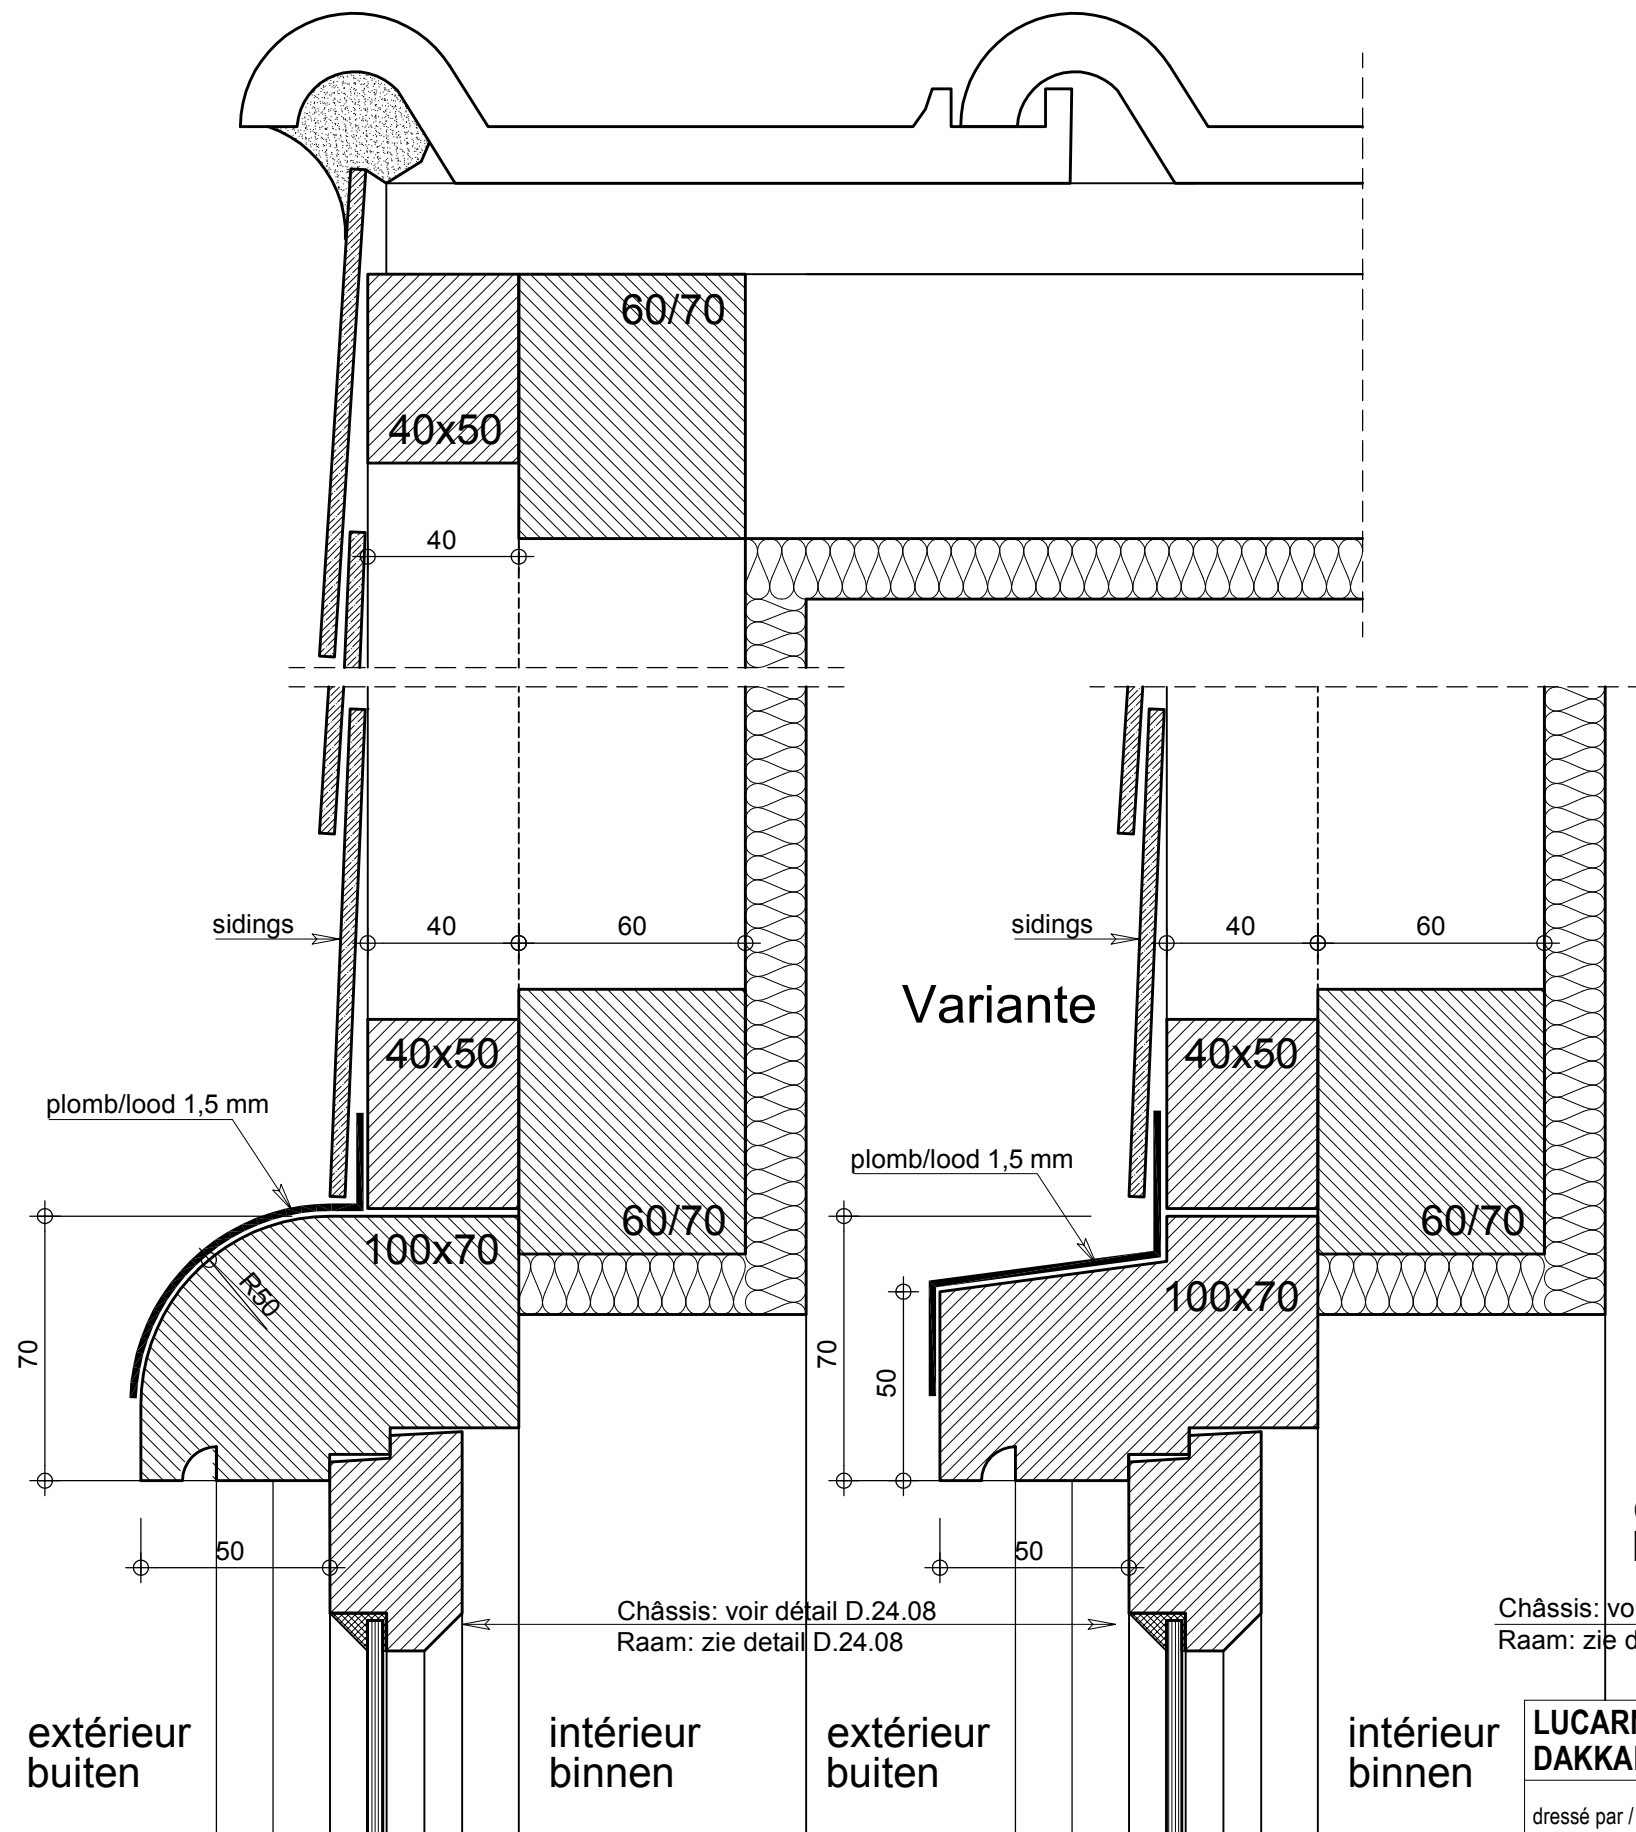 60/70
40x50
40
sidings
40
60
sidings
40
60
Variante
40x50
40x50
plomb/lood 1,5 mm
plomb/lood 1,5 mm
60/70
60/70
100x70
100x70
R50
70
70
50
50
50
Châssis: voir détail D.24.08
Raam: zie detail D.24.08
Châssis: vo
Raam: zie d
extérieur
buiten
intérieur
binnen
extérieur
buiten
intérieur
binnen
LUCARN
DAKKA
dressé par /